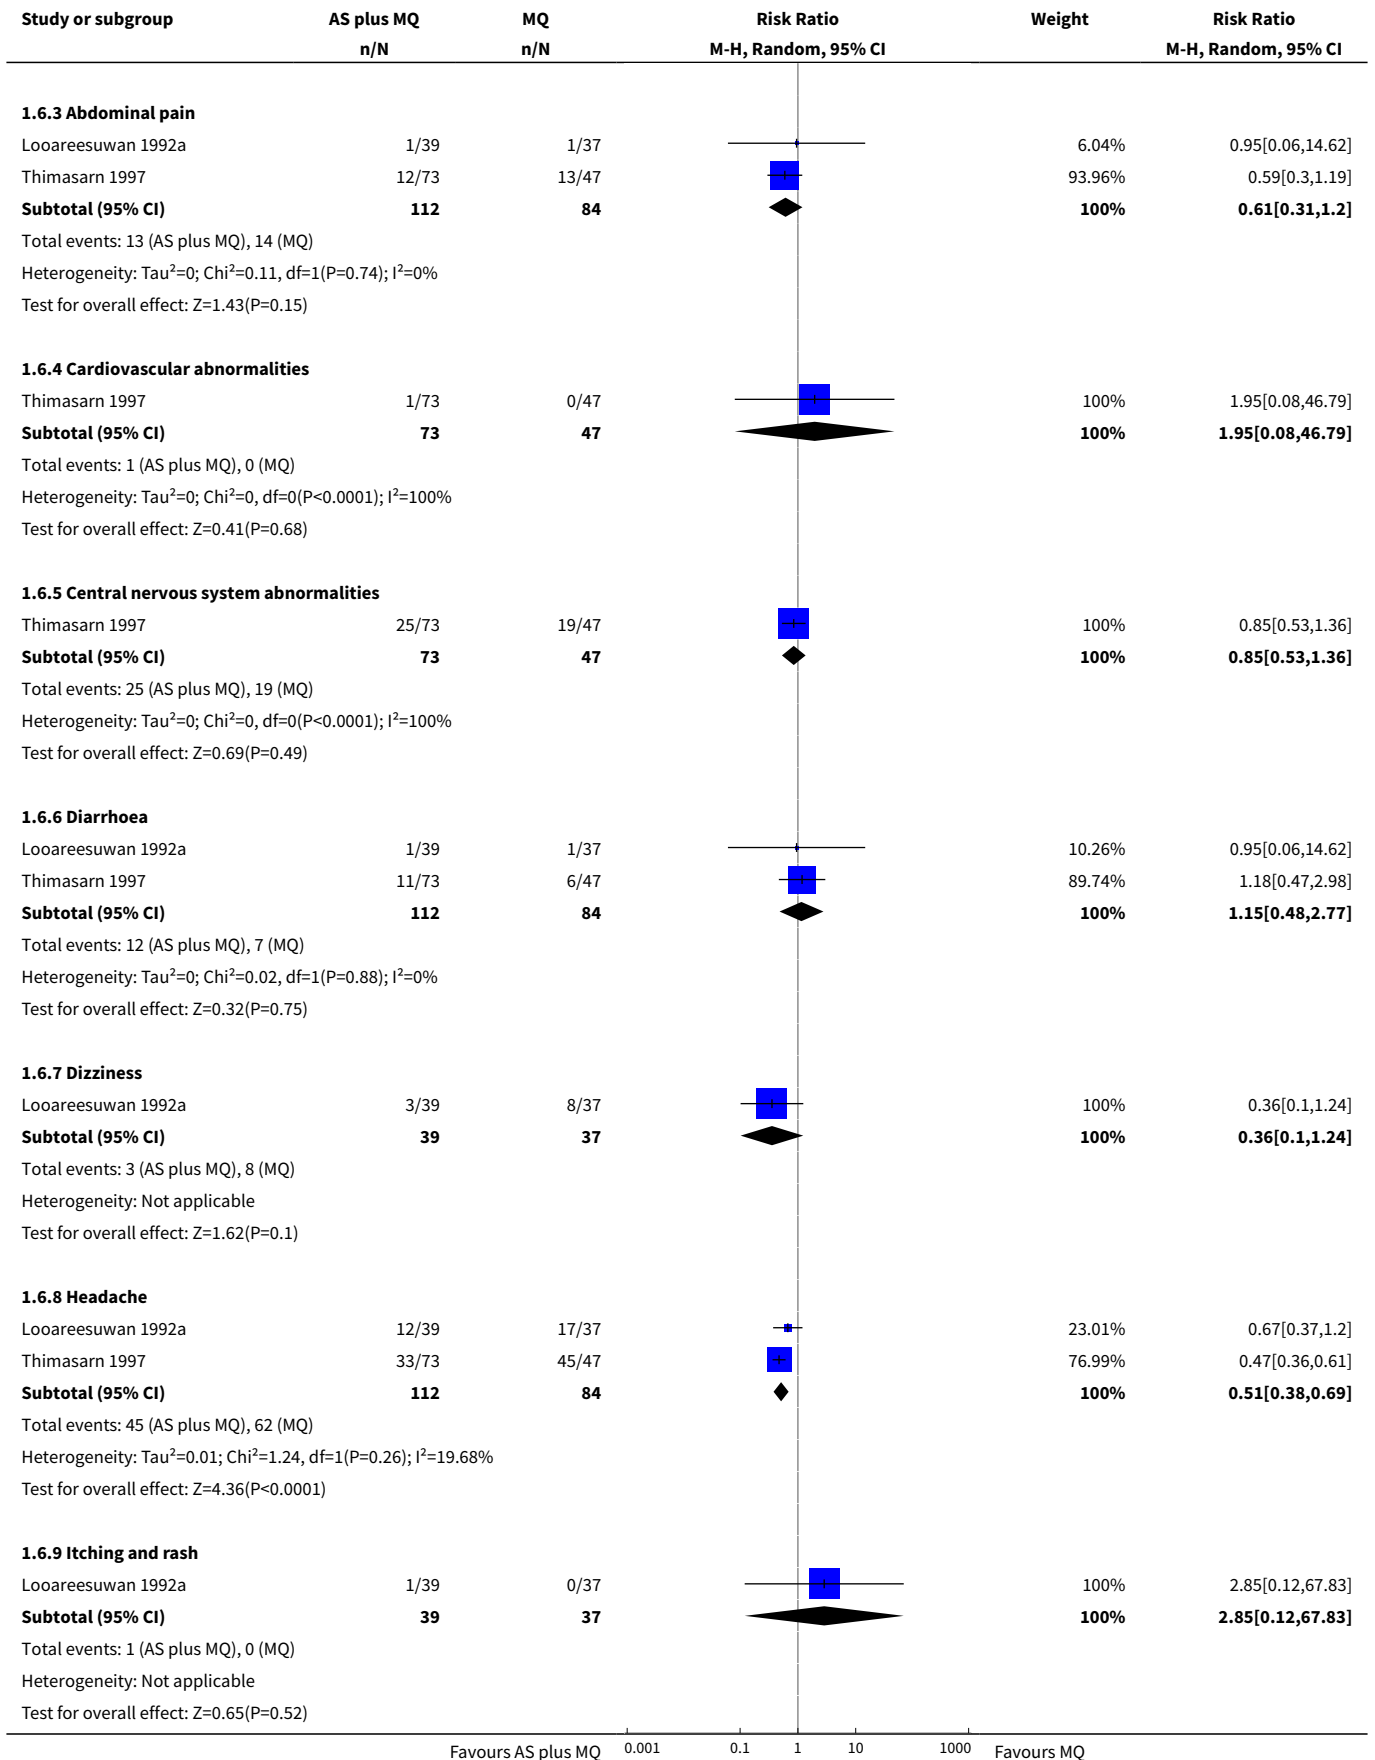 Study or subgroup AS plus MQ MQ Risk Ratio Weight Risk Ratio
n/N n/N M-H, Random, 95% CI M-H, Random, 95% CI
1.6.3 Abdominal pain
Looareesuwan 1992a 1/39 1/37 6.04% 0.95[0.06,14.62]
Thimasarn 1997 12/73 13/47 93.96% 0.59[0.3,1.19]
Subtotal (95% CI) 112 84 100% 0.61[0.31,1.2]
Total events: 13 (AS plus MQ), 14 (MQ)
Heterogeneity: Tau²=0; Chi²=0.11, df=1(P=0.74); I²=0%
Test for overall effect: Z=1.43(P=0.15)
1.6.4 Cardiovascular abnormalities
Thimasarn 1997 1/73 0/47 100% 1.95[0.08,46.79]
Subtotal (95% CI) 73 47 100% 1.95[0.08,46.79]
Total events: 1 (AS plus MQ), 0 (MQ)
Heterogeneity: Tau²=0; Chi²=0, df=0(P<0.0001); I²=100%
Test for overall effect: Z=0.41(P=0.68)
1.6.5 Central nervous system abnormalities
Thimasarn 1997 25/73 19/47 100% 0.85[0.53,1.36]
Subtotal (95% CI) 73 47 100% 0.85[0.53,1.36]
Total events: 25 (AS plus MQ), 19 (MQ)
Heterogeneity: Tau²=0; Chi²=0, df=0(P<0.0001); I²=100%
Test for overall effect: Z=0.69(P=0.49)
1.6.6 Diarrhoea
Looareesuwan 1992a 1/39 1/37 10.26% 0.95[0.06,14.62]
Thimasarn 1997 11/73 6/47 89.74% 1.18[0.47,2.98]
Subtotal (95% CI) 112 84 100% 1.15[0.48,2.77]
Total events: 12 (AS plus MQ), 7 (MQ)
Heterogeneity: Tau²=0; Chi²=0.02, df=1(P=0.88); I²=0%
Test for overall effect: Z=0.32(P=0.75)
1.6.7 Dizziness
Looareesuwan 1992a 3/39 8/37 100% 0.36[0.1,1.24]
Subtotal (95% CI) 39 37 100% 0.36[0.1,1.24]
Total events: 3 (AS plus MQ), 8 (MQ)
Heterogeneity: Not applicable
Test for overall effect: Z=1.62(P=0.1)
1.6.8 Headache
Looareesuwan 1992a 12/39 17/37 23.01% 0.67[0.37,1.2]
Thimasarn 1997 33/73 45/47 76.99% 0.47[0.36,0.61]
Subtotal (95% CI) 112 84 100% 0.51[0.38,0.69]
Total events: 45 (AS plus MQ), 62 (MQ)
Heterogeneity: Tau²=0.01; Chi²=1.24, df=1(P=0.26); I²=19.68%
Test for overall effect: Z=4.36(P<0.0001)
1.6.9 Itching and rash
Looareesuwan 1992a 1/39 0/37 100% 2.85[0.12,67.83]
Subtotal (95% CI) 39 37 100% 2.85[0.12,67.83]
Total events: 1 (AS plus MQ), 0 (MQ)
Heterogeneity: Not applicable
Test for overall effect: Z=0.65(P=0.52)
Favours AS plus MQ 0.001 0.1 1 10 1000 Favours MQ